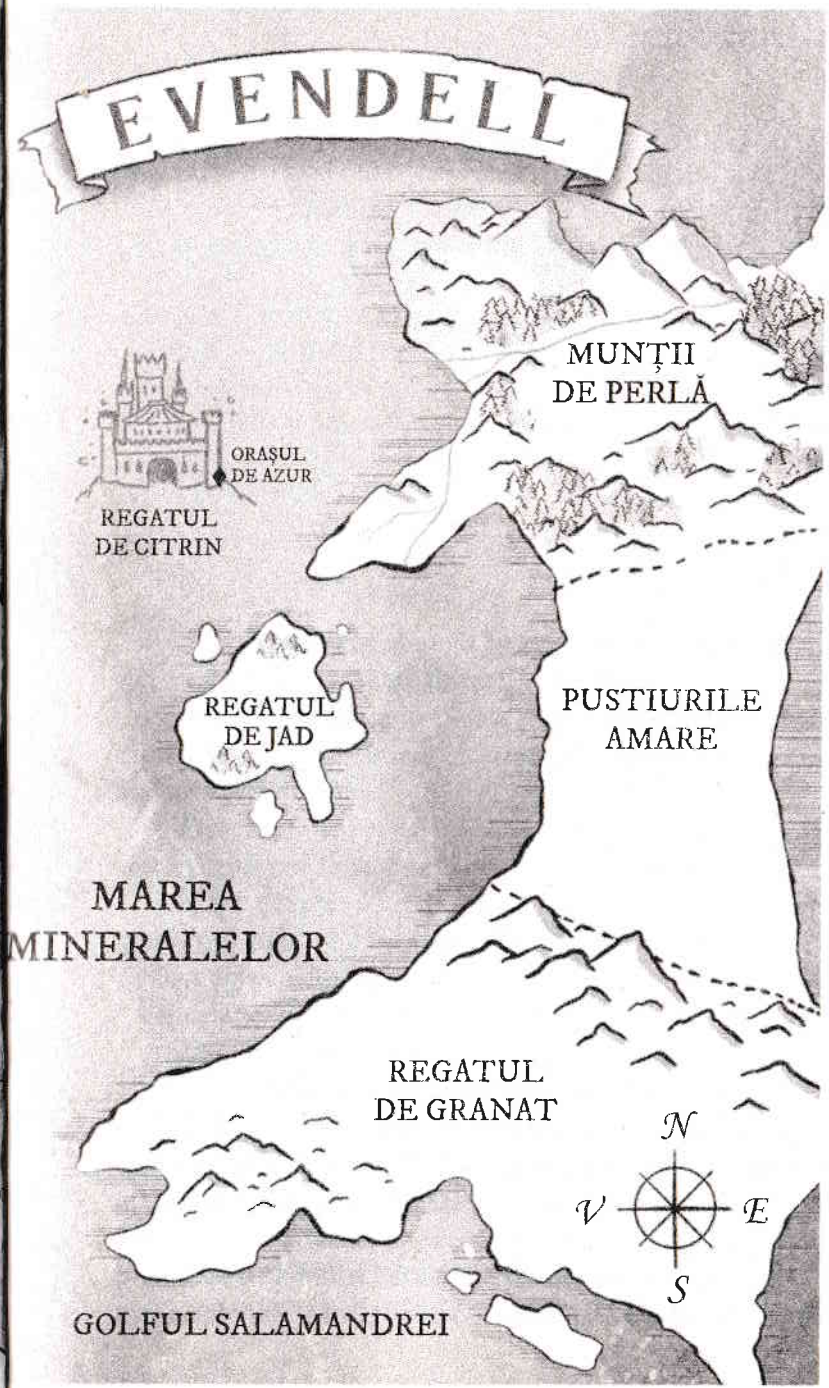 EVENDELL
MUNȚII
DE PERLĂ
ORAȘUL
DE AZUR
REGATUL
DE CITRIN
REGATUL
DE JAD
PUSTIURILE
AMARE
MAREA
MINERALELOR
REGATUL
DE GRANAT
N
V E
S
GOLFUL SALAMANDREI